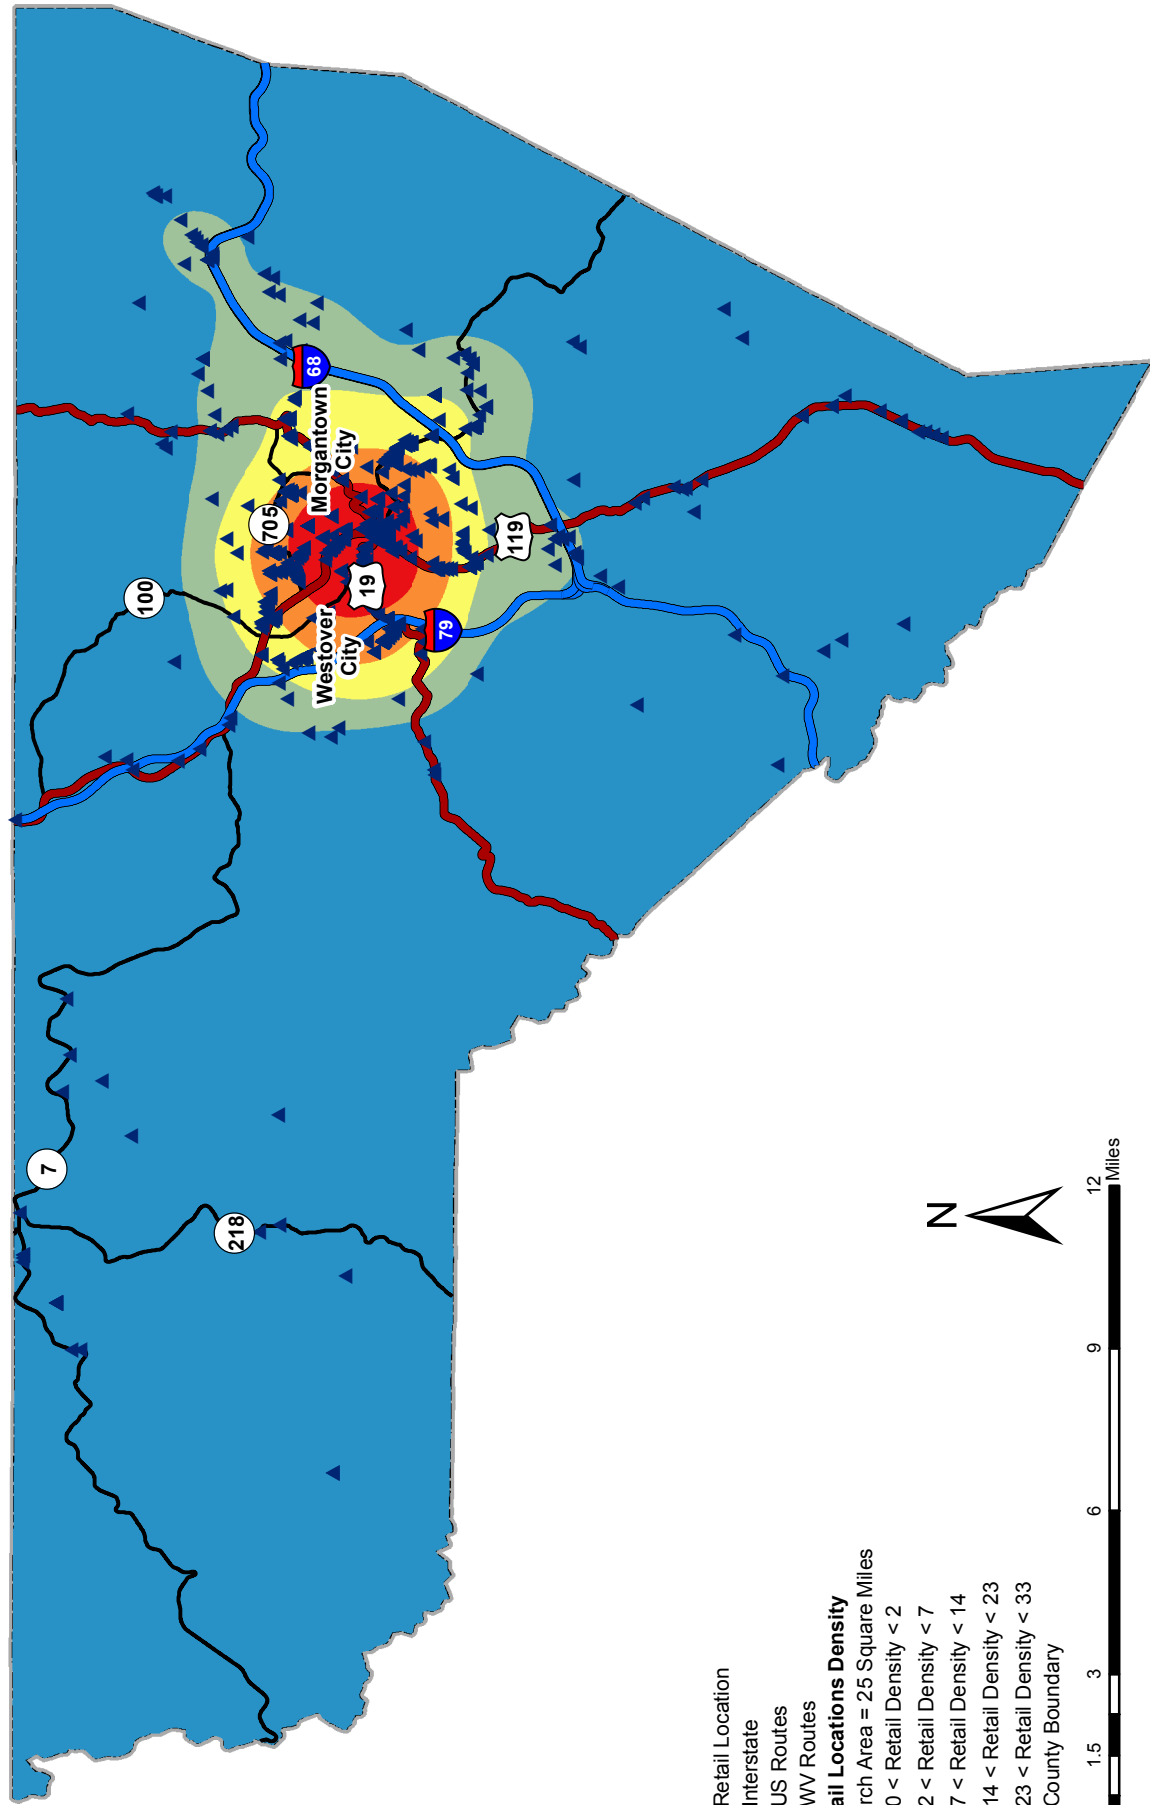 7
218
100
705
Morgantown
City
68
19
Westover
City
79
119
N
Retail Location
Interstate
US Routes
WV Routes
ail Locations Density
rch Area = 25 Square Miles
0 < Retail Density < 2
2 < Retail Density < 7
7 < Retail Density < 14
14 < Retail Density < 23
23 < Retail Density < 33
County Boundary
1.5 3 6 9 12
Miles